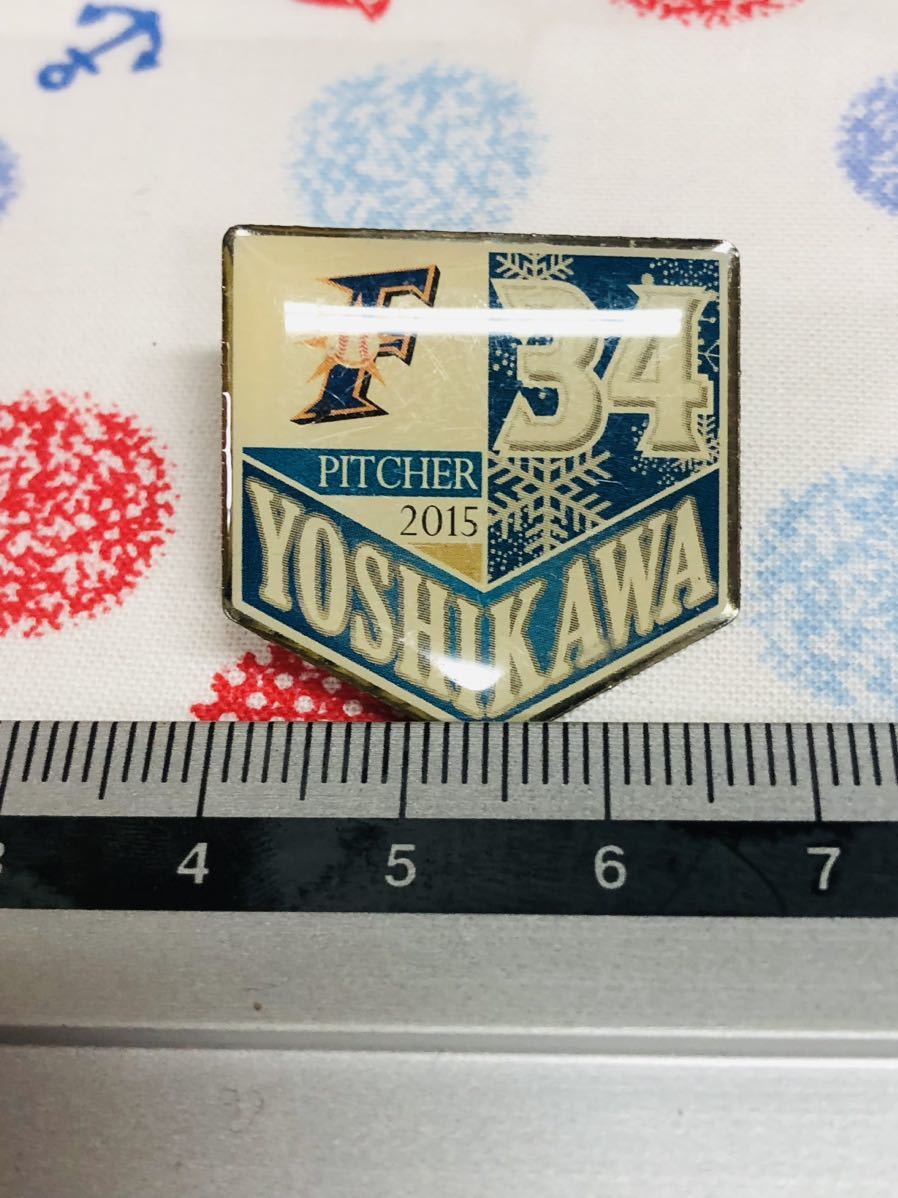 F
34
PITCHER
2015
YOSHIKAWA
4 5 6 7